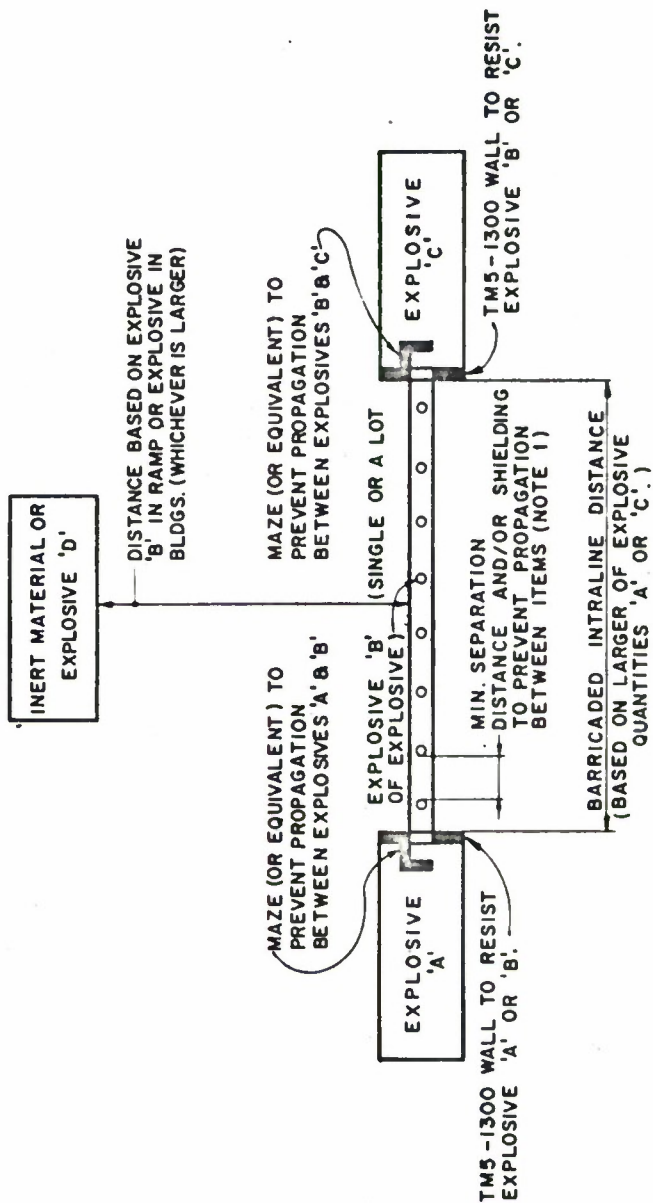 INERT MATERIAL OR
EXPLOSIVE 'D'
DISTANCE BASED ON EXPLOSIVE
'B' IN RAMP OR EXPLOSIVE IN
BLDGS. (WHICHEVER IS LARGER)
MAZE (OR EQUIVALENT) TO
PREVENT PROPAGATION
BETWEEN EXPLOSIVES 'A' & 'B'
MAZE (OR EQUIVALENT) TO
PREVENT PROPAGATION
BETWEEN EXPLOSIVES 'B' & 'C'
EXPLOSIVE 'B' (SINGLE OR A LOT
OF EXPLOSIVE)
EXPLOSIVE
'A'
EXPLOSIVE
'C'
MIN. SEPARATION
DISTANCE AND/OR SHIELDING
TO PREVENT PROPAGATION
BETWEEN ITEMS (NOTE 1)
TM5-1300 WALL TO RESIST
EXPLOSIVE 'A' OR 'B'.
TM5-1300 WALL TO RESIST
EXPLOSIVE 'B' OR 'C'.
BARRICADED INTRALINE DISTANCE
(BASED ON LARGER OF EXPLOSIVE
QUANTITIES 'A' OR 'C'.)